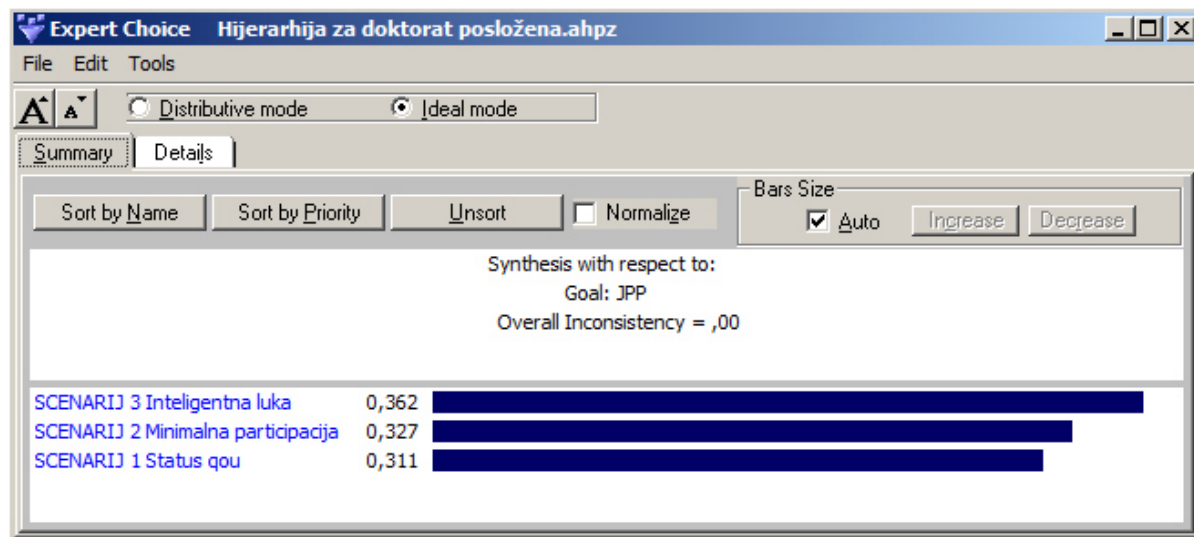 Expert Choice Hijerarhija za doktorat posložena.ahpz
File Edit Tools
A A Distributive mode Ideal mode
Summary Details
Sort by Name Sort by Priority Unsort Normalize
Bars Size
Auto Increase Decrease
Synthesis with respect to:
Goal: JPP
Overall Inconsistency = ,00
SCENARIJ 3 Inteligentna luka 0,362
SCENARIJ 2 Minimalna participacija 0,327
SCENARIJ 1 Status qou 0,311